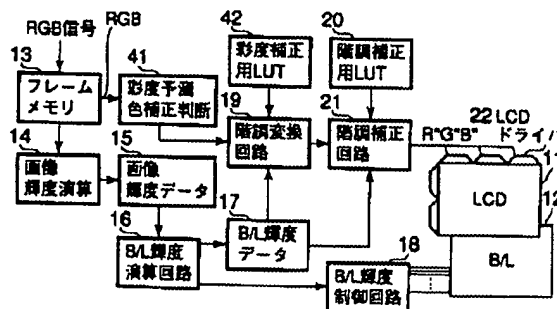 RGB信号
RGB
13
フレーム
メモリ
41
彩度予測
色補正判断
42
彩度補正
用LUT
20
階調補正
用LUT
19
階調変換
回路
21
階調補正
回路
R"G"B"
22 LCD
ドライバ
14
画像
輝度演算
15
画像
輝度データ
16
B/L輝度
演算回路
17
B/L輝度
データ
18
B/L輝度
制御回路
LCD
11
12
B/L